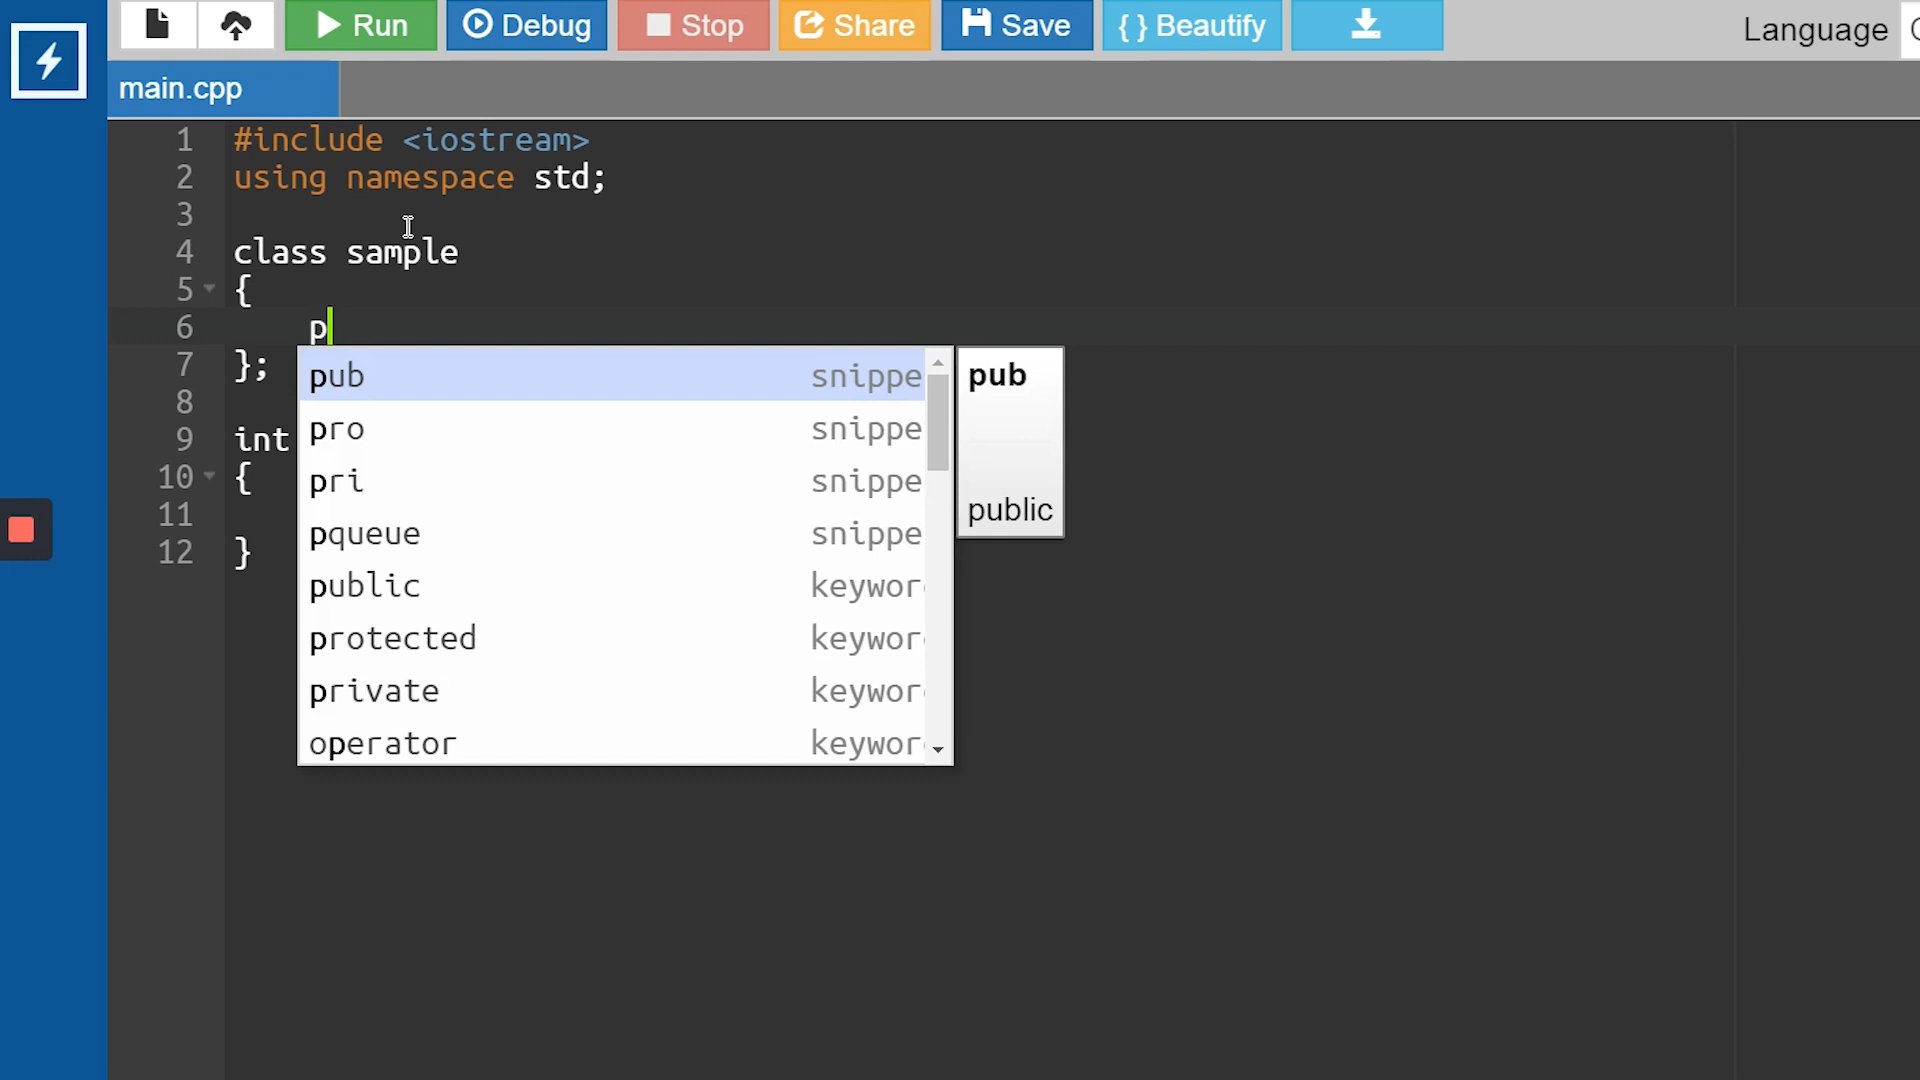 Run Debug Stop Share Save { } Beautify Language
main.cpp
1 #include <iostream>
2 using namespace std;
3
4 class sample
5 {
6 p
7 };
8
9 int
10 {
11
12 }
pub snippe
pro snippe
pri snippe
pqueue snippe
public keywor
protected keywor
private keywor
operator keywor
pub
public